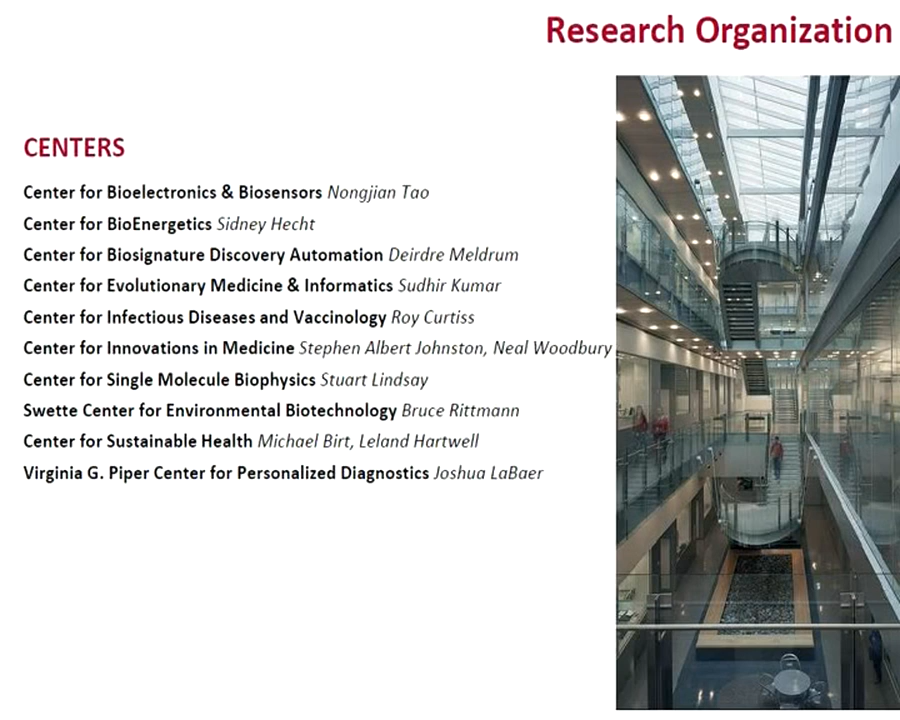 Research Organization
CENTERS
Center for Bioelectronics & Biosensors Nongjian Tao
Center for BioEnergetics Sidney Hecht
Center for Biosignature Discovery Automation Deirdre Meldrum
Center for Evolutionary Medicine & Informatics Sudhir Kumar
Center for Infectious Diseases and Vaccinology Roy Curtiss
Center for Innovations in Medicine Stephen Albert Johnston, Neal Woodbury
Center for Single Molecule Biophysics Stuart Lindsay
Swette Center for Environmental Biotechnology Bruce Rittmann
Center for Sustainable Health Michael Birt, Leland Hartwell
Virginia G. Piper Center for Personalized Diagnostics Joshua LaBaer